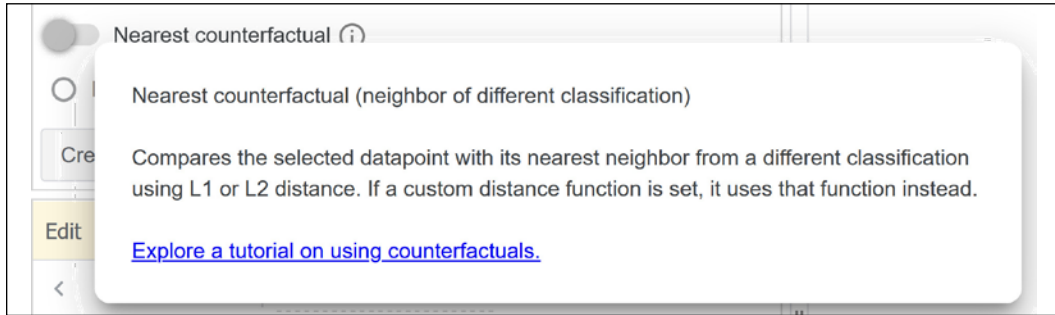 Nearest counterfactual
Nearest counterfactual (neighbor of different classification)
Compares the selected datapoint with its nearest neighbor from a different classification
using L1 or L2 distance. If a custom distance function is set, it uses that function instead.
Explore a tutorial on using counterfactuals.
Cre
Edit